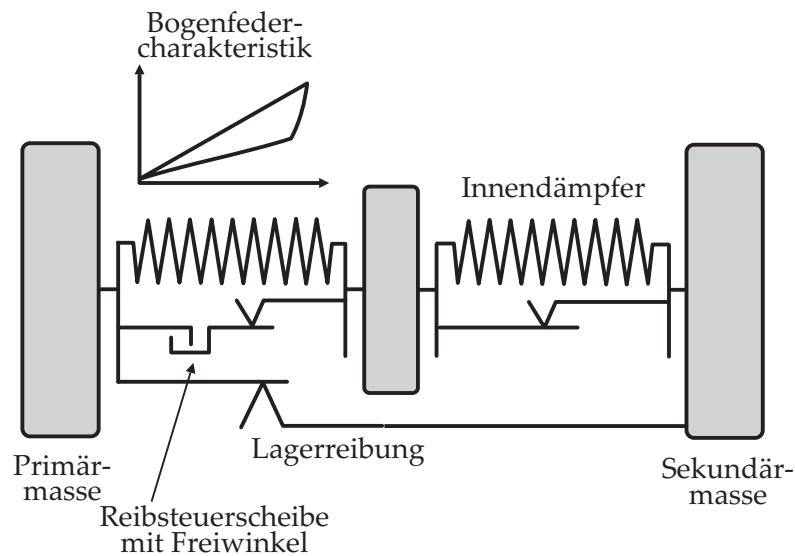 Bogenfeder-
charakteristik
Innendämpfer
Lagerreibung
Primär-
masse
Sekundär-
masse
Reibsteuerscheibe
mit Freiwinkel